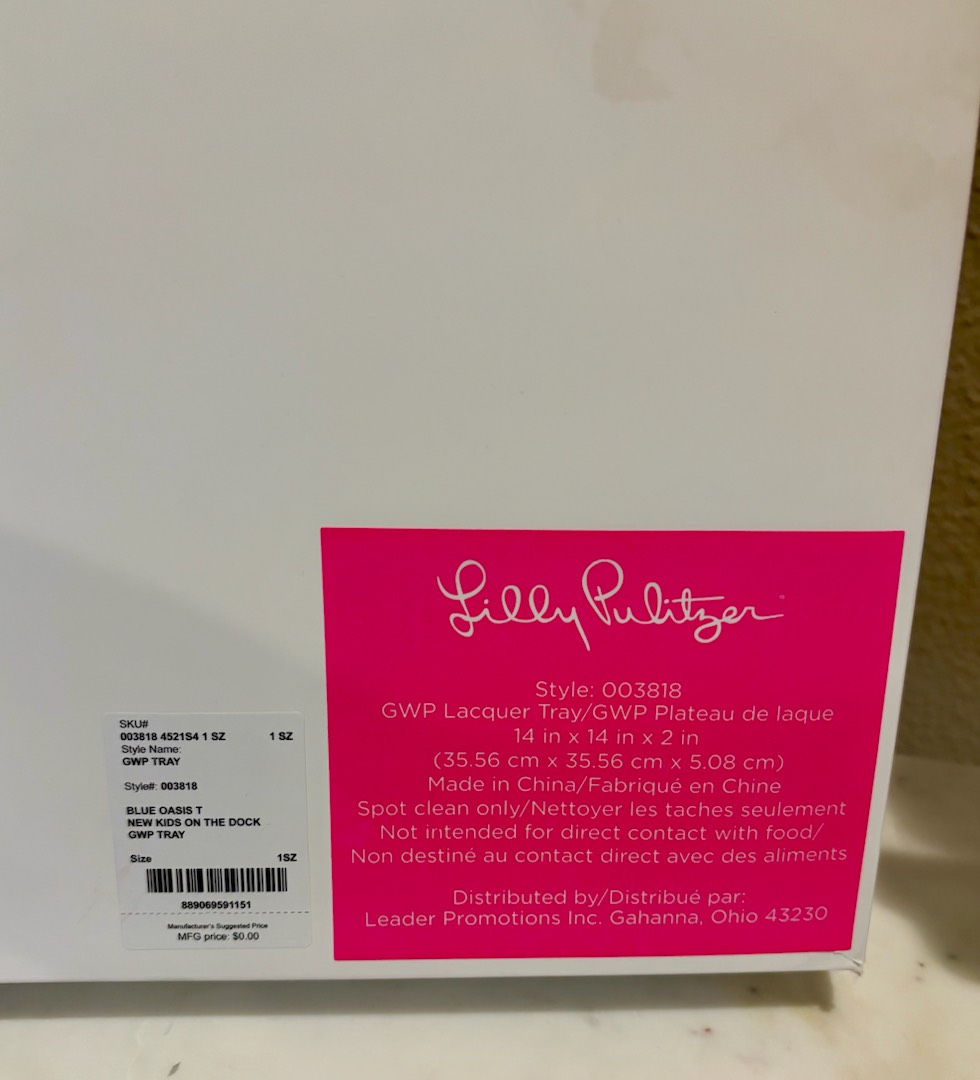 Lilly Pulitzer
Style: 003818
GWP Lacquer Tray/GWP Plateau de laque
14 in x 14 in x 2 in
(35.56 cm x 35.56 cm x 5.08 cm)
Made in China/Fabriqué en Chine
Spot clean only/Nettoyer les taches seulement
Not intended for direct contact with food/
Non destiné au contact direct avec des aliments
Distributed by/Distribué par:
Leader Promotions Inc. Gahanna, Ohio 43230
SKU#
003818 4521S4 1 SZ 1 SZ
Style Name:
GWP TRAY
Style#: 003818
BLUE OASIS T
NEW KIDS ON THE DOCK
GWP TRAY
Size 1SZ
889069591151
Manufacturer's Suggested Price
MFG price: $0.00